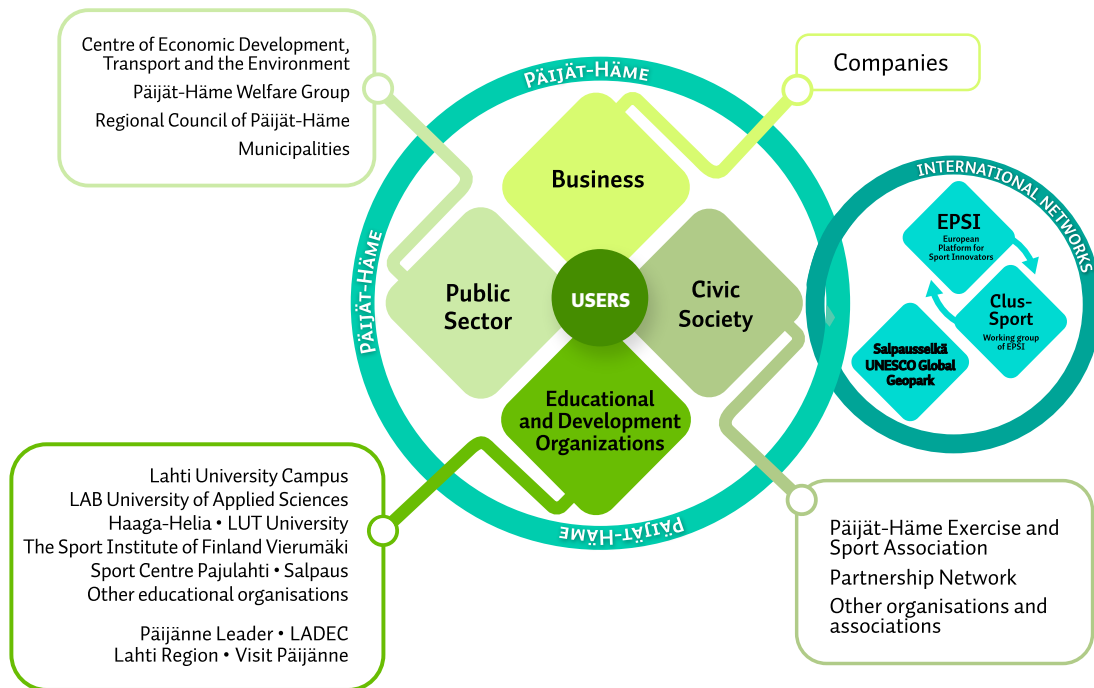 Centre of Economic Development,
Transport and the Environment
Päijät-Häme Welfare Group
Regional Council of Päijät-Häme
Municipalities
Companies
PÄIJÄT-HÄME
PÄIJÄT-HÄME
PÄIJÄT-HÄME
Business
Public
Sector
USERS
Civic
Society
Educational
and Development
Organizations
INTERNATIONAL NETWORKS
EPSI
European
Platform for
Sport Innovators
Clus-
Sport
Working group
of EPSI
Salpausselkä
UNESCO Global
Geopark
Lahti University Campus
LAB University of Applied Sciences
Haaga-Helia • LUT University
The Sport Institute of Finland Vierumäki
Sport Centre Pajulahti • Salpaus
Other educational organisations
Päijänne Leader • LADEC
Lahti Region • Visit Päijänne
Päijät-Häme Exercise and
Sport Association
Partnership Network
Other organisations and
associations